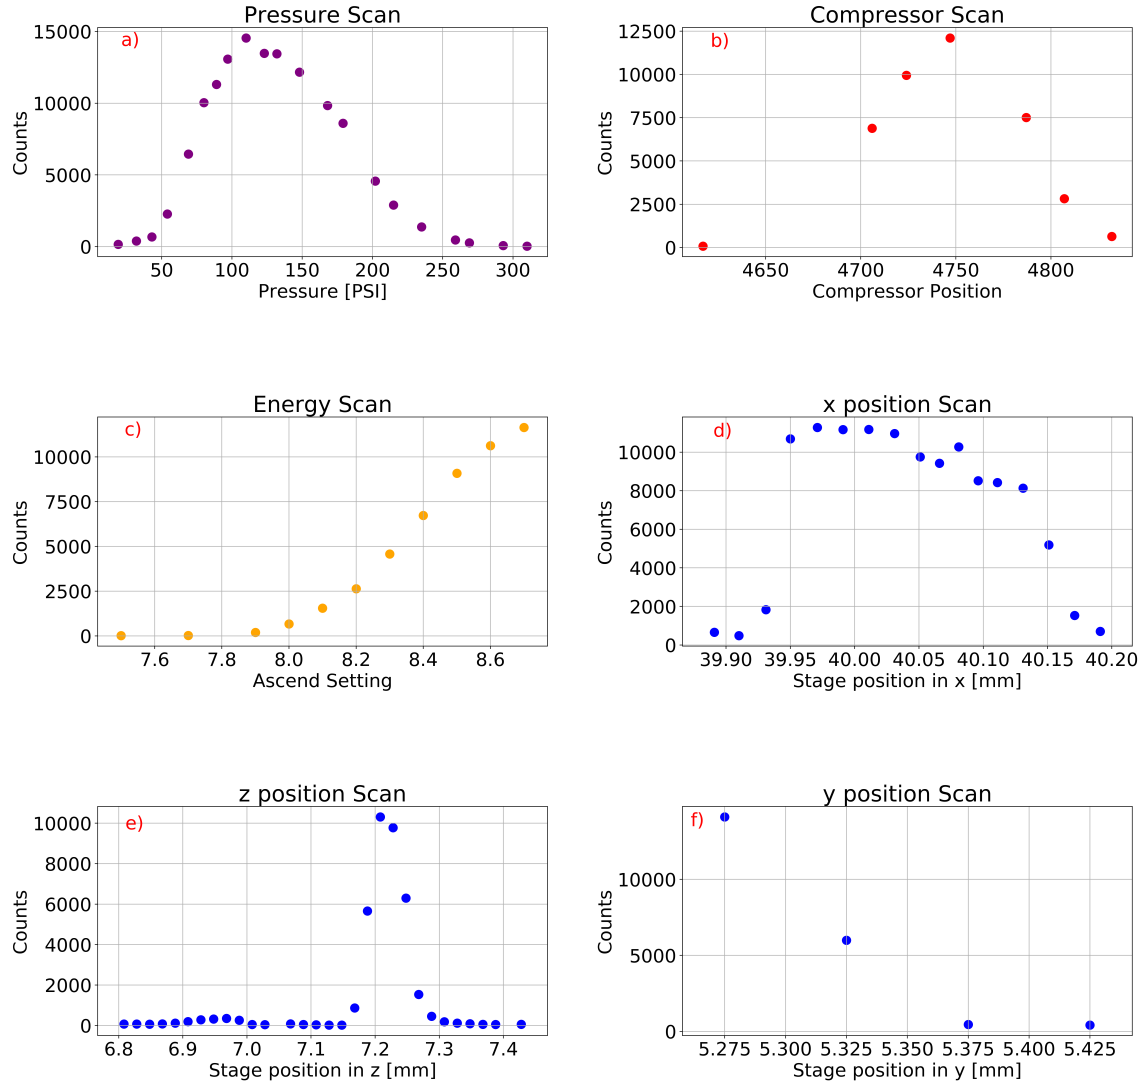 Pressure Scan
a)
15000
10000
5000
0
Counts
50 100 150 200 250 300
Pressure [PSI]
Compressor Scan
b)
12500
10000
7500
5000
2500
0
Counts
4650 4700 4750 4800
Compressor Position
Energy Scan
c)
10000
7500
5000
2500
0
Counts
7.6 7.8 8.0 8.2 8.4 8.6
Ascend Setting
x position Scan
d)
10000
8000
6000
4000
2000
0
Counts
39.90 39.95 40.00 40.05 40.10 40.15 40.20
Stage position in x [mm]
z position Scan
e)
10000
8000
6000
4000
2000
0
Counts
6.8 6.9 7.0 7.1 7.2 7.3 7.4
Stage position in z [mm]
y position Scan
f)
10000
5000
0
Counts
5.275 5.300 5.325 5.350 5.375 5.400 5.425
Stage position in y [mm]